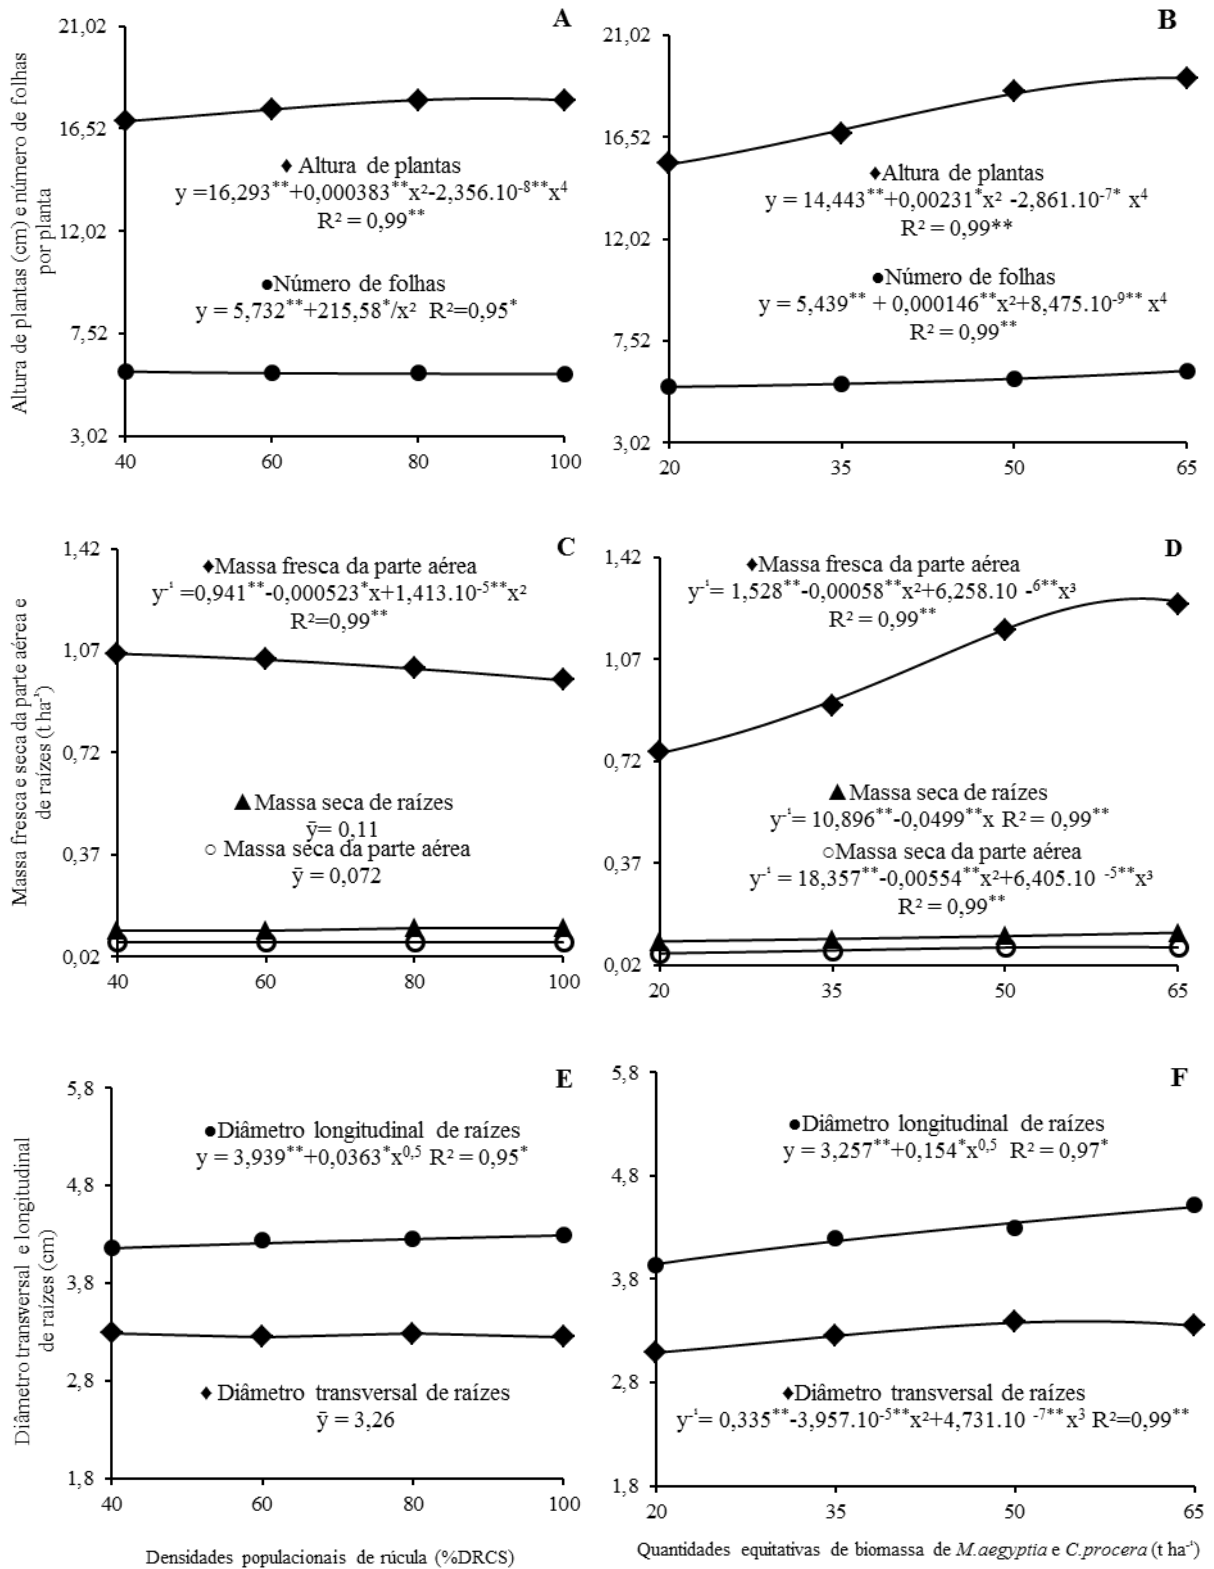 A
Altura de plantas (cm) e número de folhas
por planta
21,02
16,52
12,02
7,52
3,02
♦ Altura de plantas
y =16,293**+0,000383**x²-2,356.10⁻⁸**x⁴
R² = 0,99**
●Número de folhas
y = 5,732**+215,58*/x² R²=0,95*
40 60 80 100
B
21,02
16,52
12,02
7,52
3,02
♦Altura de plantas
y = 14,443**+0,00231*x² -2,861.10⁻⁷* x⁴
R² = 0,99**
●Número de folhas
y = 5,439** + 0,000146**x²+8,475.10⁻⁹** x⁴
R² = 0,99**
20 35 50 65
C
Massa fresca e seca da parte aérea e
de raízes (t ha⁻¹)
1,42
1,07
0,72
0,37
0,02
♦Massa fresca da parte aérea
y⁻¹ =0,941**-0,000523*x+1,413.10⁻⁵**x²
R²=0,99**
▲Massa seca de raízes
ȳ= 0,11
○ Massa seca da parte aérea
ȳ = 0,072
40 60 80 100
D
1,42
1,07
0,72
0,37
0,02
♦Massa fresca da parte aérea
y⁻¹= 1,528**-0,00058**x²+6,258.10 ⁻⁶**x³
R² = 0,99**
▲Massa seca de raízes
y⁻¹= 10,896**-0,0499**x R² = 0,99**
○Massa seca da parte aérea
y⁻¹ = 18,357**-0,00554**x²+6,405.10 ⁻⁵**x³
R² = 0,99**
20 35 50 65
E
Diâmetro transversal e longitudinal
de raízes (cm)
5,8
4,8
3,8
2,8
1,8
●Diâmetro longitudinal de raízes
y = 3,939**+0,0363*x^0,5 R² = 0,95*
♦ Diâmetro transversal de raízes
ȳ = 3,26
40 60 80 100
Densidades populacionais de rúcula (%DRCS)
F
5,8
4,8
3,8
2,8
1,8
●Diâmetro longitudinal de raízes
y = 3,257**+0,154*x^0,5 R² = 0,97*
♦Diâmetro transversal de raízes
y⁻¹= 0,335**-3,957.10⁻⁵**x²+4,731.10 ⁻⁷**x³ R²=0,99**
20 35 50 65
Quantidades equitativas de biomassa de M.aegyptia e C.procera (t ha⁻¹)